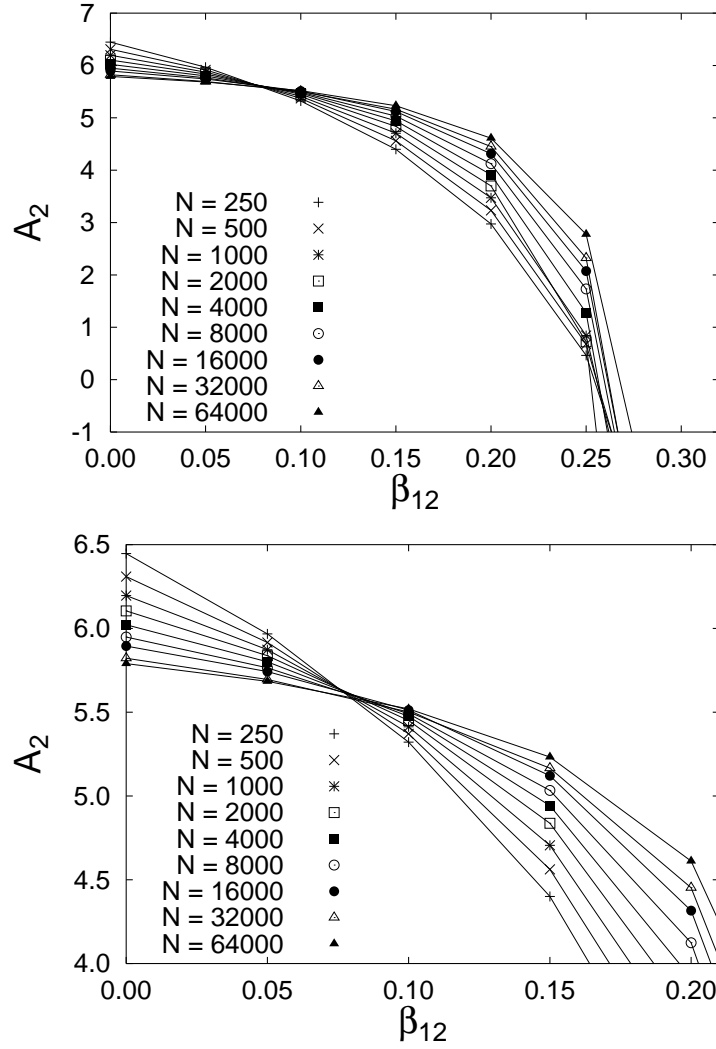 7
6
5
4
3
2
1
0
-1
A2
N = 250
N = 500
N = 1000
N = 2000
N = 4000
N = 8000
N = 16000
N = 32000
N = 64000
0.00 0.05 0.10 0.15 0.20 0.25 0.30
β12
6.5
6.0
5.5
5.0
4.5
4.0
A2
N = 250
N = 500
N = 1000
N = 2000
N = 4000
N = 8000
N = 16000
N = 32000
N = 64000
0.00 0.05 0.10 0.15 0.20
β12